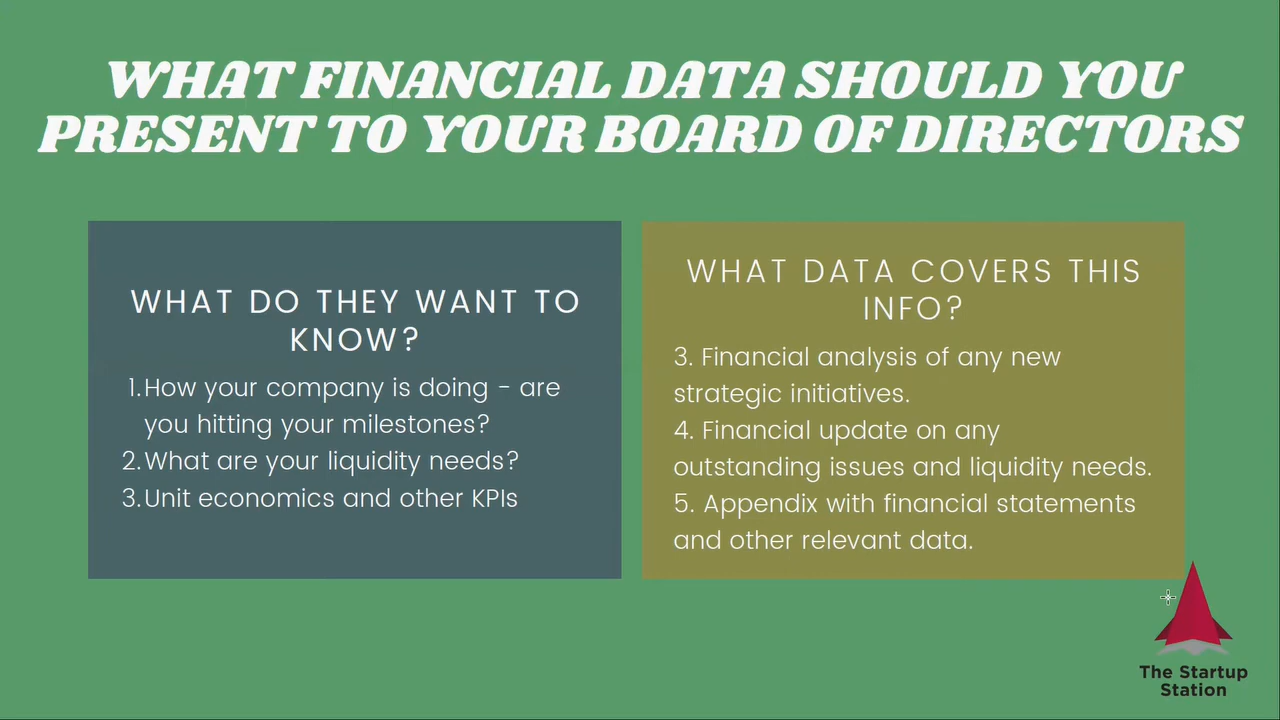 WHAT FINANCIAL DATA SHOULD YOU
PRESENT TO YOUR BOARD OF DIRECTORS
WHAT DO THEY WANT TO
KNOW?
1. How your company is doing - are
you hitting your milestones?
2. What are your liquidity needs?
3. Unit economics and other KPIs
WHAT DATA COVERS THIS
INFO?
3. Financial analysis of any new
strategic initiatives.
4. Financial update on any
outstanding issues and liquidity needs.
5. Appendix with financial statements
and other relevant data.
The Startup
Station